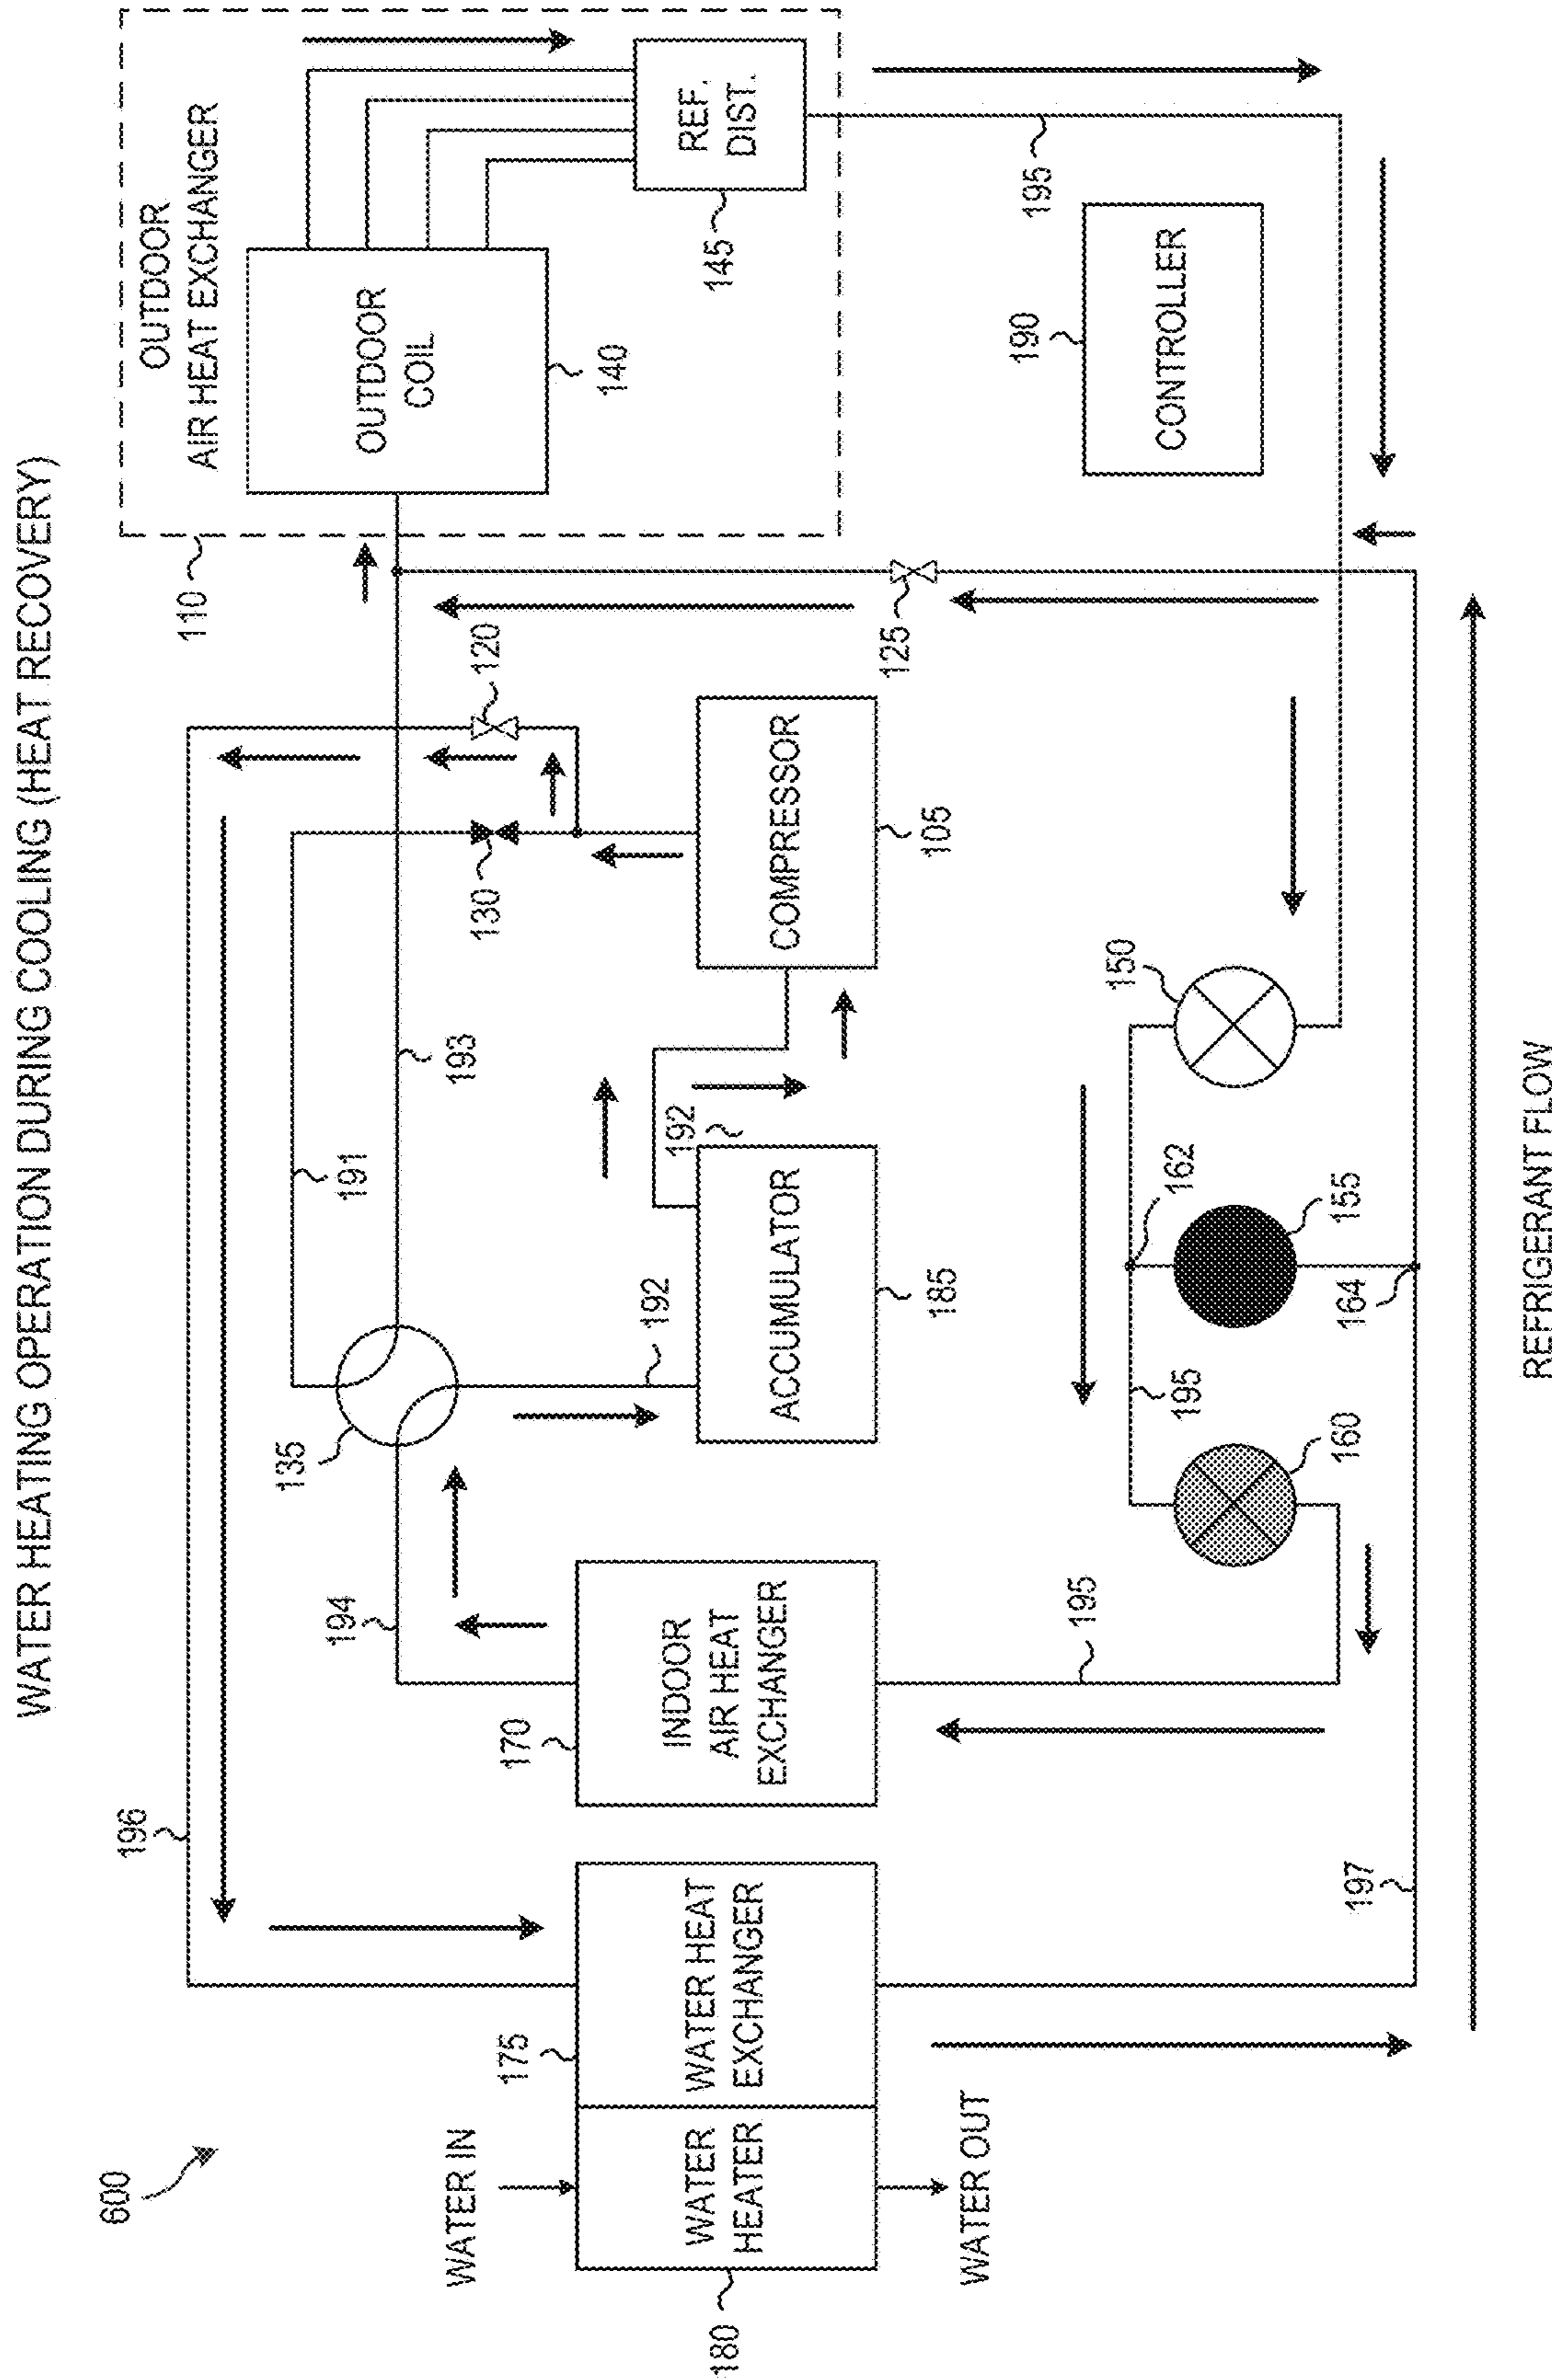 WATER HEATING OPERATION DURING COOLING (HEAT RECOVERY)
600
196
110
OUTDOOR
AIR HEAT EXCHANGER
OUTDOOR
COIL
140
REF.
DIST.
145
195
135
191
193
130
120
125
194
192
192
WATER IN
175
170
WATER
HEATER
WATER HEAT
EXCHANGER
INDOOR
AIR HEAT
EXCHANGER
ACCUMULATOR
COMPRESSOR
180
185
105
WATER OUT
190
CONTROLLER
195
195
162
150
160
155
164
197
REFRIGERANT FLOW